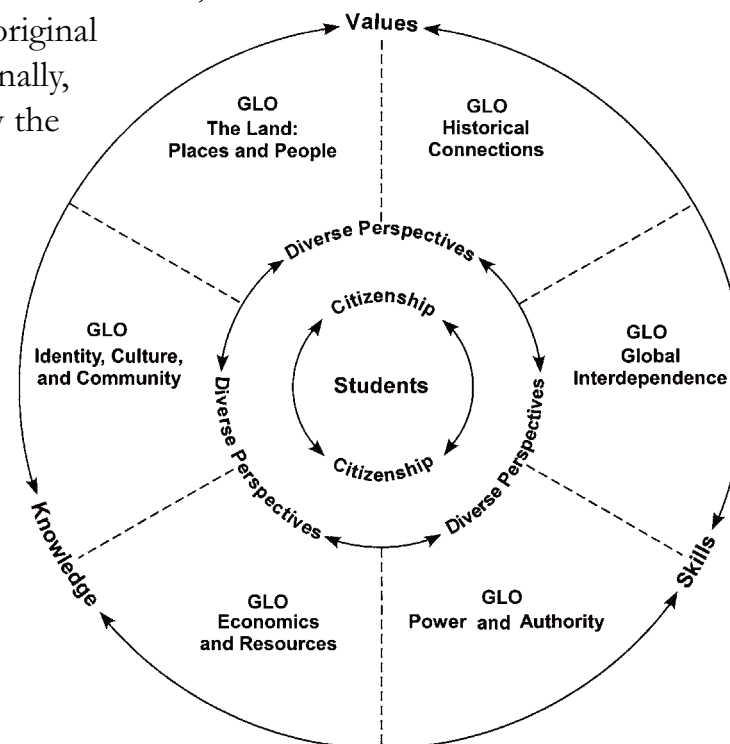 original
nally,
the
Values
GLO
The Land:
Places and People
GLO
Historical
Connections
Diverse Perspectives
Citizenship
GLO
Identity, Culture,
and Community
Students
GLO
Global
Interdependence
Diverse Perspectives
Diverse Perspectives
Citizenship
Knowledge
Skills
GLO
Economics
and Resources
GLO
Power and Authority